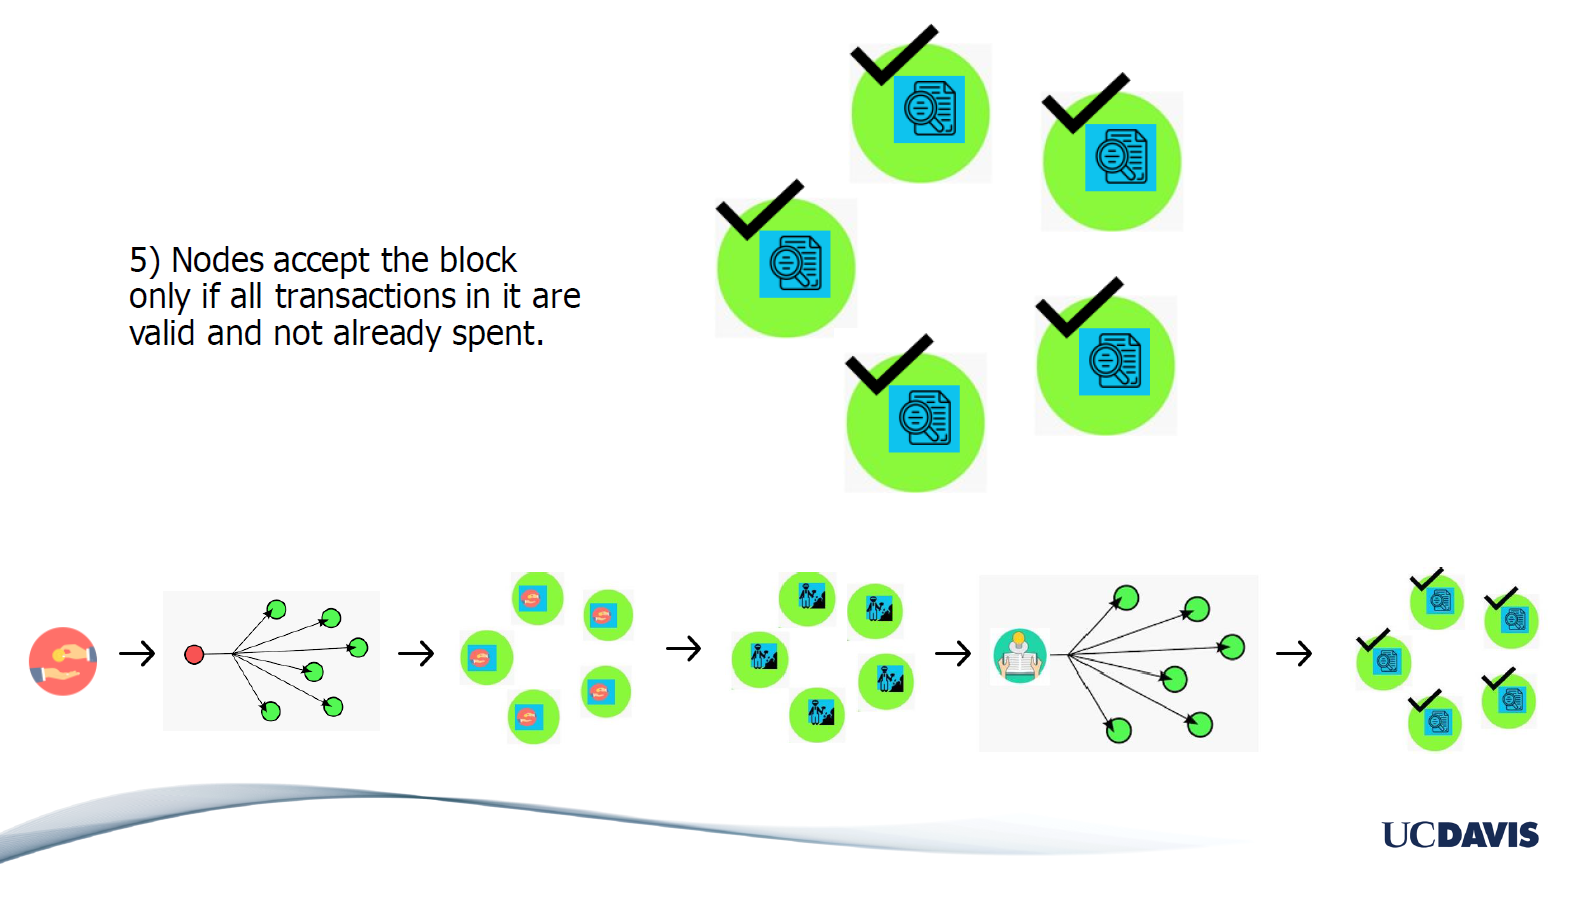 5) Nodes accept the block
only if all transactions in it are
valid and not already spent.
UCDAVIS